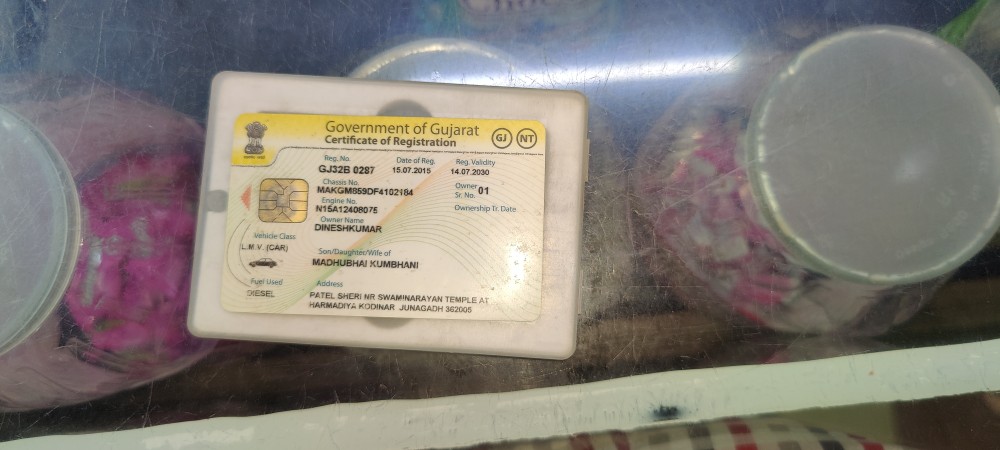 Government of Gujarat
Certificate of Registration
GJ NT
Reg. No. Date of Reg. Reg. Validity
GJ32B 0287 15.07.2015 14.07.2030
Chassis No.
MAKGM859DF4102184
Owner Sr. No. 01
Engine No.
N15A12408075
Ownership Tr. Date
Owner Name
DINESHKUMAR
Vehicle Class
L.M.V. (CAR)
Son/Daughter/Wife of
MADHUBHAI KUMBHANI
Fuel Used
DIESEL
Address
PATEL SHERI NR SWAMINARAYAN TEMPLE AT
HARMADIYA KODINAR JUNAGADH 362005